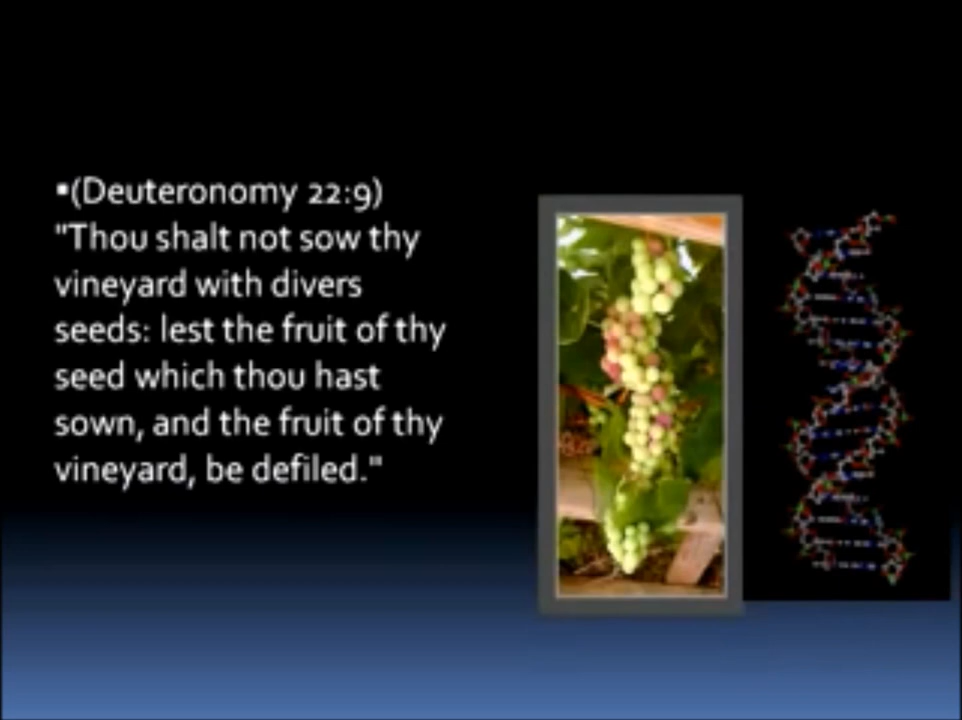 ▪(Deuteronomy 22:9)
"Thou shalt not sow thy
vineyard with divers
seeds: lest the fruit of thy
seed which thou hast
sown, and the fruit of thy
vineyard, be defiled."